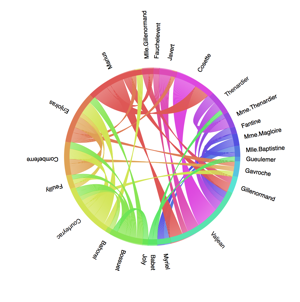 Mlle.Gillenormand
Fauchelevent
Javert
Cosette
Thenardier
Mme.Thenardier
Fantine
Mme.Magloire
Mlle.Baptistine
Gueulemer
Gavroche
Gillenormand
Valjean
Myriel
Babet
Joly
Bossuet
Bahorel
Courfeyrac
Feuilly
Combeferre
Enjolras
Marius